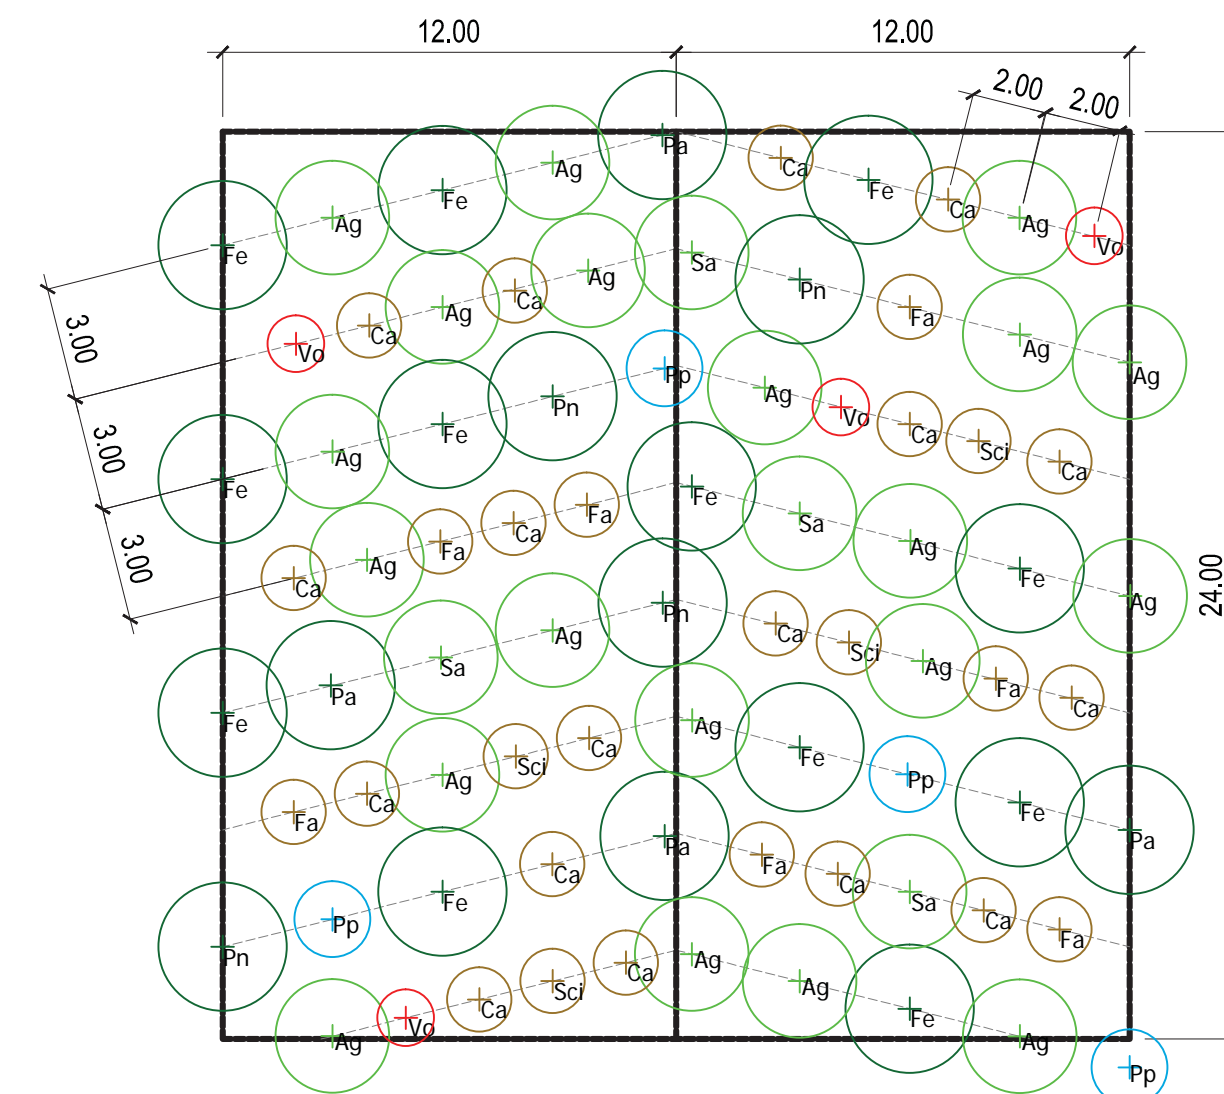 12.00 12.00
2.00 2.00
Pa
Ca
Ag Fe
Fe Ca
Ag Ag
Fe Sa Vo
Ag Pn
Ca Fa
Ag
3.00 Ca Ag
Vo
Pp Ag
Ag
Pn Vo
3.00 Fe Ca
Ag Sci
Ca
Fe Fe
Fa Sa
Ca
3.00 Fa Ag
Ag Fe
Ca 24.00
Pn Ag
Ag Ca
Sa Sci
Ag
Pa Fa
Ca
Fe Ag
Ca Fe
Sci Pp
Ag
Ca Fe
Fa
Pa Pa
Fa
Ca Ca
Fe Sa
Pp Ca
Fa
Pn Ag
Ca
Sci Ag
Ca
Vo Fe
Ag Ag
Pp